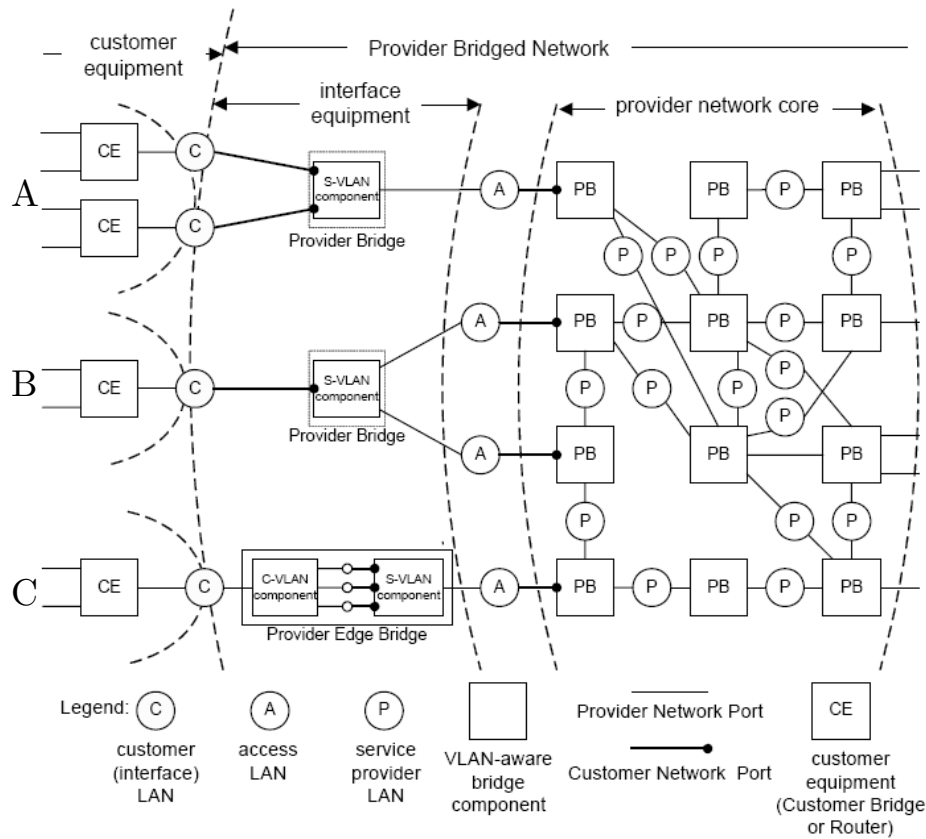 customer
equipment
Provider Bridged Network
interface
equipment
provider network core
A
CE
C
CE
C
S-VLAN
component
Provider Bridge
A
PB
PB
P
PB
P
P
P
P
B
CE
C
S-VLAN
component
Provider Bridge
A
A
PB
P
PB
P
PB
P
P
P
P
P
PB
PB
PB
P
P
P
C
CE
C
C-VLAN
component
S-VLAN
component
Provider Edge Bridge
A
PB
P
PB
P
PB
Legend:
C
customer
(interface)
LAN
A
access
LAN
P
service
provider
LAN
VLAN-aware
bridge
component
Provider Network Port
Customer Network Port
CE
customer
equipment
(Customer Bridge
or Router)